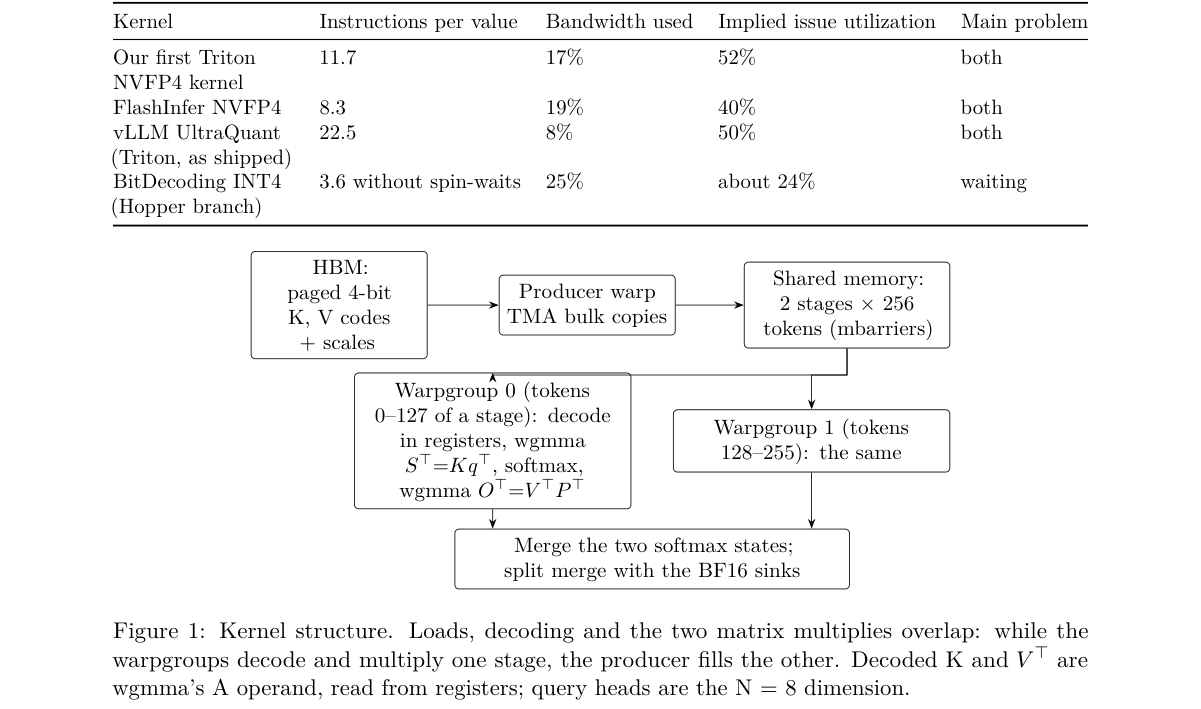 Kernel Instructions per value Bandwidth used Implied issue utilization Main problem
Our first Triton 11.7 17% 52% both
NVFP4 kernel
FlashInfer NVFP4 8.3 19% 40% both
vLLM UltraQuant 22.5 8% 50% both
(Triton, as shipped)
BitDecoding INT4 3.6 without spin-waits 25% about 24% waiting
(Hopper branch)
HBM:
paged 4-bit
K, V codes
+ scales
Producer warp
TMA bulk copies
Shared memory:
2 stages × 256
tokens (mbarriers)
Warpgroup 0 (tokens
0–127 of a stage): decode
in registers, wgmma
S⊤=Kq⊤, softmax,
wgmma O⊤=V⊤P⊤
Warpgroup 1 (tokens
128–255): the same
Merge the two softmax states;
split merge with the BF16 sinks
Figure 1: Kernel structure. Loads, decoding and the two matrix multiplies overlap: while the
warpgroups decode and multiply one stage, the producer fills the other. Decoded K and V⊤ are
wgmma's A operand, read from registers; query heads are the N = 8 dimension.